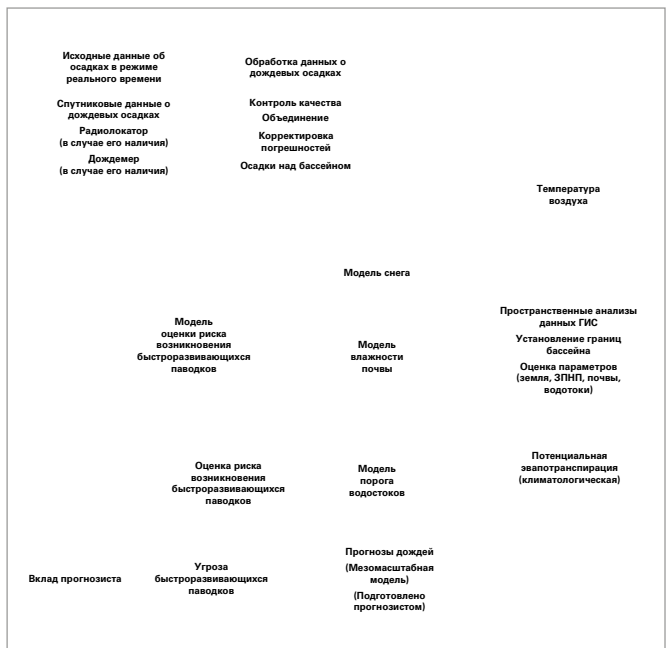 Исходные данные об
осадках в режиме
реального времени
Спутниковые данные о
дождевых осадках
Радиолокатор
(в случае его наличия)
Дождемер
(в случае его наличия)
Обработка данных о
дождевых осадках
Контроль качества
Объединение
Корректировка
погрешностей
Осадки над бассейном
Температура
воздуха
Модель снега
Модель
оценки риска
возникновения
быстроразвивающихся
паводков
Модель
влажности
почвы
Пространственные анализы
данных ГИС
Установление границ
бассейна
Оценка параметров
(земля, ЗПНП, почвы,
водотоки)
Оценка риска
возникновения
быстроразвивающихся
паводков
Модель
порога
водостоков
Потенциальная
эвапотранспирация
(климатологическая)
Вклад прогнозиста
Угроза
быстроразвивающихся
паводков
Прогнозы дождей
(Мезомасштабная
модель)
(Подготовлено
прогнозистом)